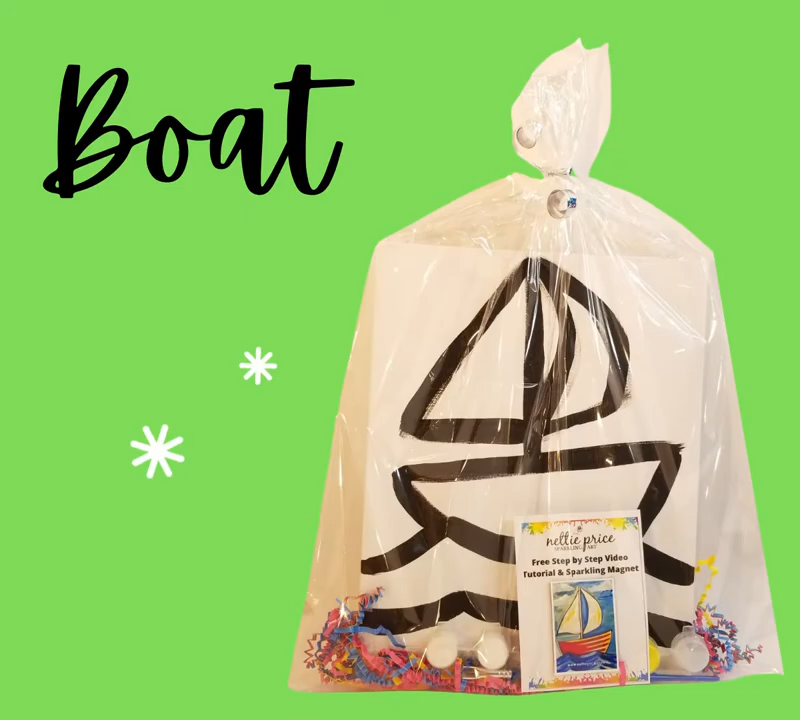 Boat
nettie price
SPARKLING ART
Free Step by Step Video
Tutorial & Sparkling Magnet